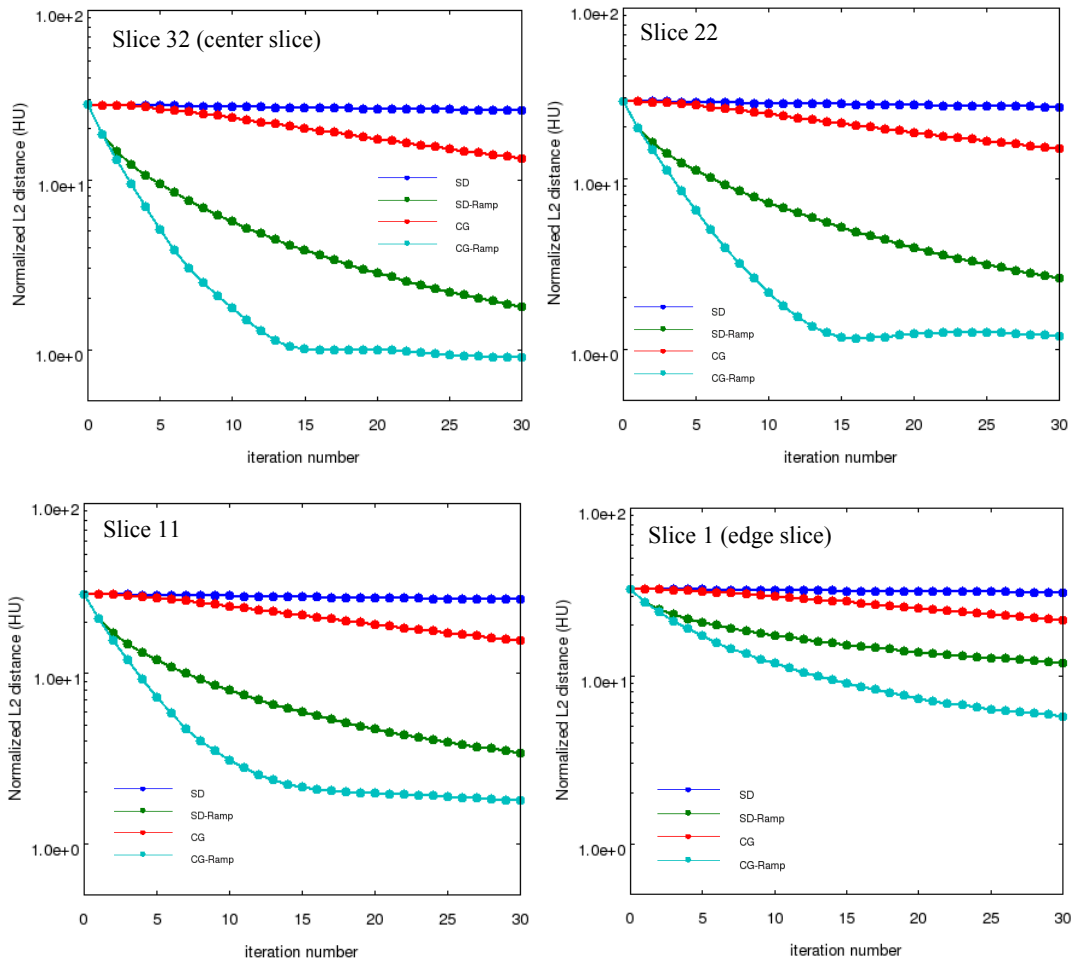 Slice 32 (center slice)
1.0e+2
1.0e+1
1.0e+0
Normalized L2 distance (HU)
SD
SD-Ramp
CG
CG-Ramp
0 5 10 15 20 25 30
iteration number
Slice 22
1.0e+2
1.0e+1
1.0e+0
Normalized L2 distance (HU)
SD
SD-Ramp
CG
CG-Ramp
0 5 10 15 20 25 30
iteration number
Slice 11
1.0e+2
1.0e+1
1.0e+0
Normalized L2 distance (HU)
SD
SD-Ramp
CG
CG-Ramp
0 5 10 15 20 25 30
iteration number
Slice 1 (edge slice)
1.0e+2
1.0e+1
1.0e+0
Normalized L2 distance (HU)
SD
SD-Ramp
CG
CG-Ramp
0 5 10 15 20 25 30
iteration number